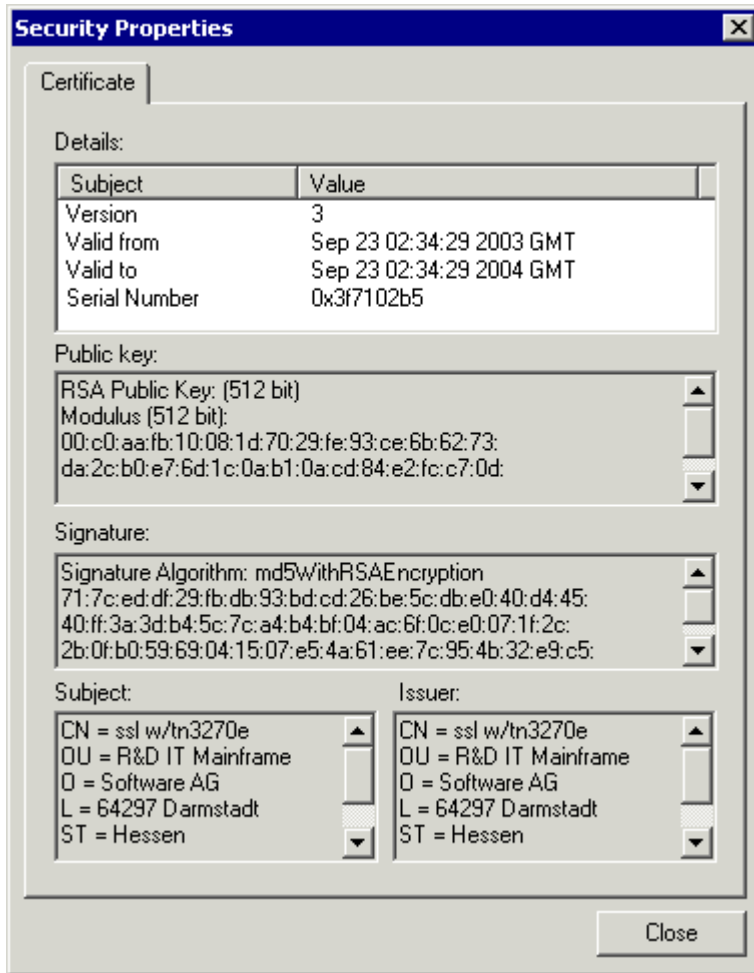 Security Properties
Certificate
Details:
Subject Value
Version 3
Valid from Sep 23 02:34:29 2003 GMT
Valid to Sep 23 02:34:29 2004 GMT
Serial Number 0x3f7102b5
Public key:
RSA Public Key: (512 bit)
Modulus (512 bit):
00:c0:aa:fb:10:08:1d:70:29:fe:93:ce:6b:62:73:
da:2c:b0:e7:6d:1c:0a:b1:0a:cd:84:e2:fc:c7:0d:
Signature:
Signature Algorithm: md5WithRSAEncryption
71:7c:ed:df:29:fb:db:93:bd:cd:26:be:5c:db:e0:40:d4:45:
40:ff:3a:3d:b4:5c:7c:a4:b4:bf:04:ac:6f:0c:e0:07:1f:2c:
2b:0f:b0:59:69:04:15:07:e5:4a:61:ee:7c:95:4b:32:e9:c5:
Subject:
CN = ssl w/tn3270e
OU = R&D IT Mainframe
O = Software AG
L = 64297 Darmstadt
ST = Hessen
Issuer:
CN = ssl w/tn3270e
OU = R&D IT Mainframe
O = Software AG
L = 64297 Darmstadt
ST = Hessen
Close